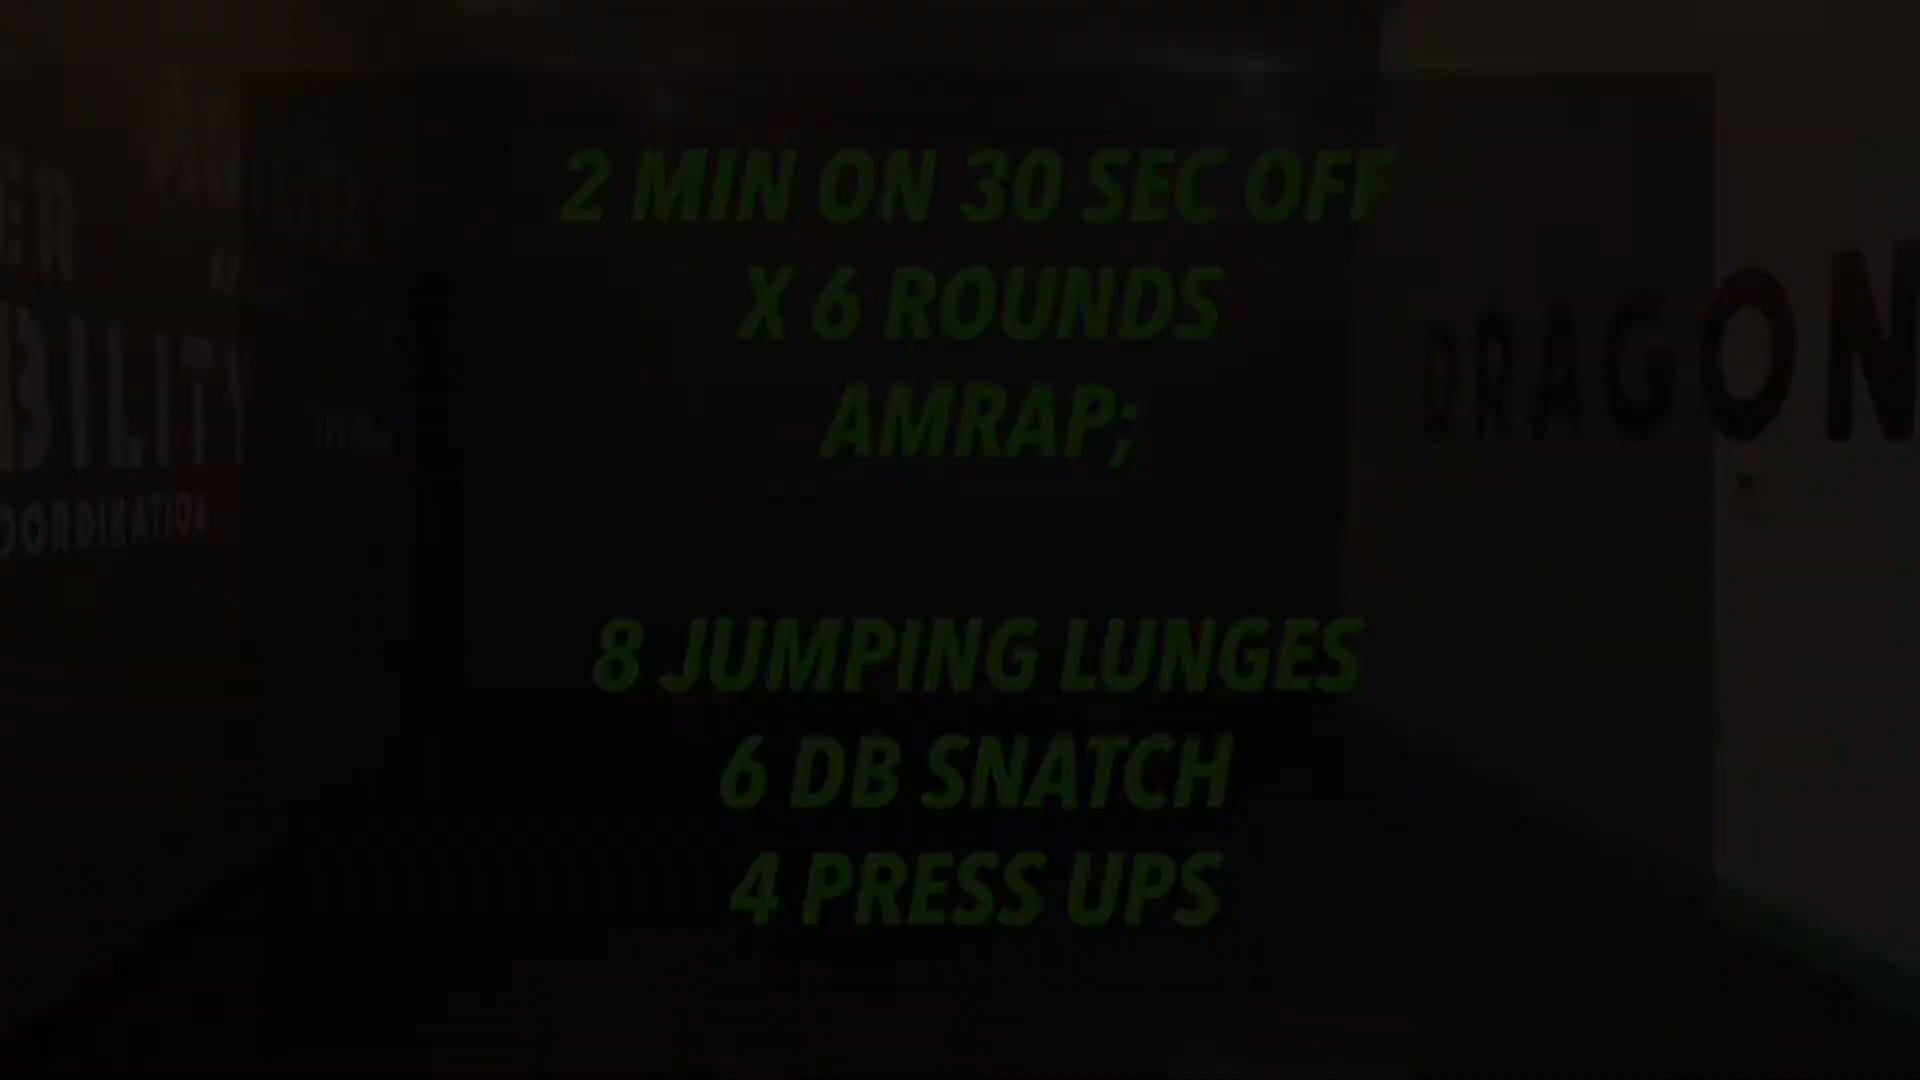 2 MIN ON 30 SEC OFF
X 6 ROUNDS
AMRAP;
8 JUMPING LUNGES
6 DB SNATCH
4 PRESS UPS
DRAGON